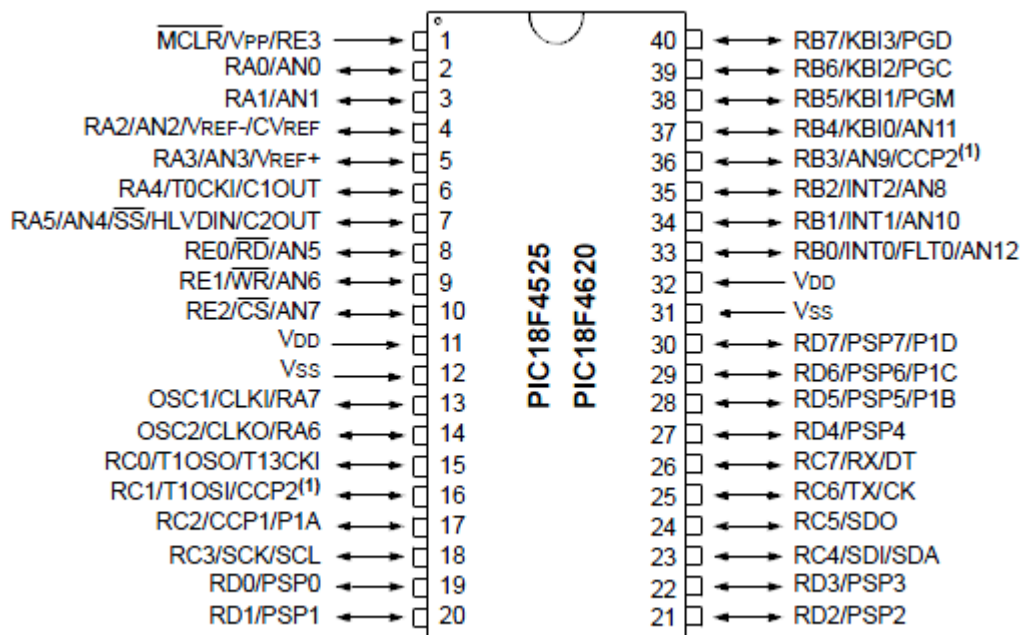 MCLR/VPP/RE3 1
RA0/AN0 2
RA1/AN1 3
RA2/AN2/VREF-/CVREF 4
RA3/AN3/VREF+ 5
RA4/T0CKI/C1OUT 6
RA5/AN4/SS/HLVDIN/C2OUT 7
RE0/RD/AN5 8
RE1/WR/AN6 9
RE2/CS/AN7 10
VDD 11
VSS 12
OSC1/CLKI/RA7 13
OSC2/CLKO/RA6 14
RC0/T1OSO/T13CKI 15
RC1/T1OSI/CCP2(1) 16
RC2/CCP1/P1A 17
RC3/SCK/SCL 18
RD0/PSP0 19
RD1/PSP1 20
PIC18F4525
PIC18F4620
40 RB7/KBI3/PGD
39 RB6/KBI2/PGC
38 RB5/KBI1/PGM
37 RB4/KBI0/AN11
36 RB3/AN9/CCP2(1)
35 RB2/INT2/AN8
34 RB1/INT1/AN10
33 RB0/INT0/FLT0/AN12
32 VDD
31 VSS
30 RD7/PSP7/P1D
29 RD6/PSP6/P1C
28 RD5/PSP5/P1B
27 RD4/PSP4
26 RC7/RX/DT
25 RC6/TX/CK
24 RC5/SDO
23 RC4/SDI/SDA
22 RD3/PSP3
21 RD2/PSP2